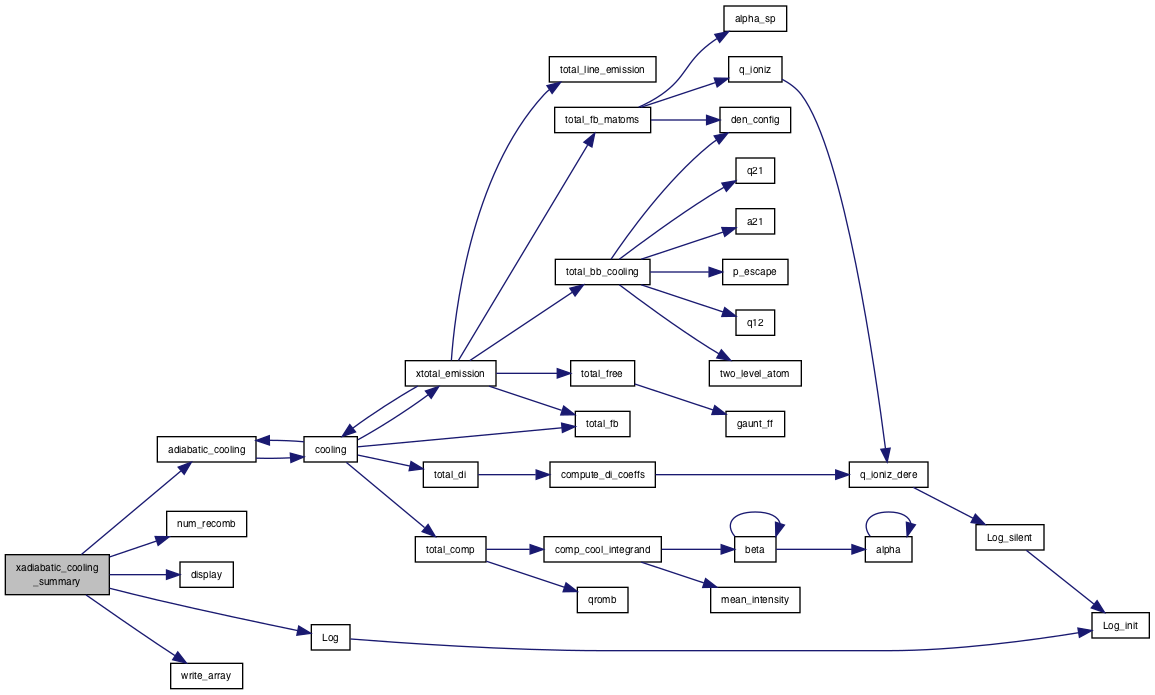 alpha_sp
total_line_emission
q_ioniz
total_fb_matoms
den_config
q21
a21
total_bb_cooling
p_escape
q12
xtotal_emission
total_free
two_level_atom
total_fb
gaunt_ff
adiabatic_cooling
cooling
total_di
compute_di_coeffs
q_ioniz_dere
num_recomb
Log_silent
total_comp
comp_cool_integrand
beta
alpha
xadiabatic_cooling
_summary
display
qromb
mean_intensity
Log
Log_init
write_array